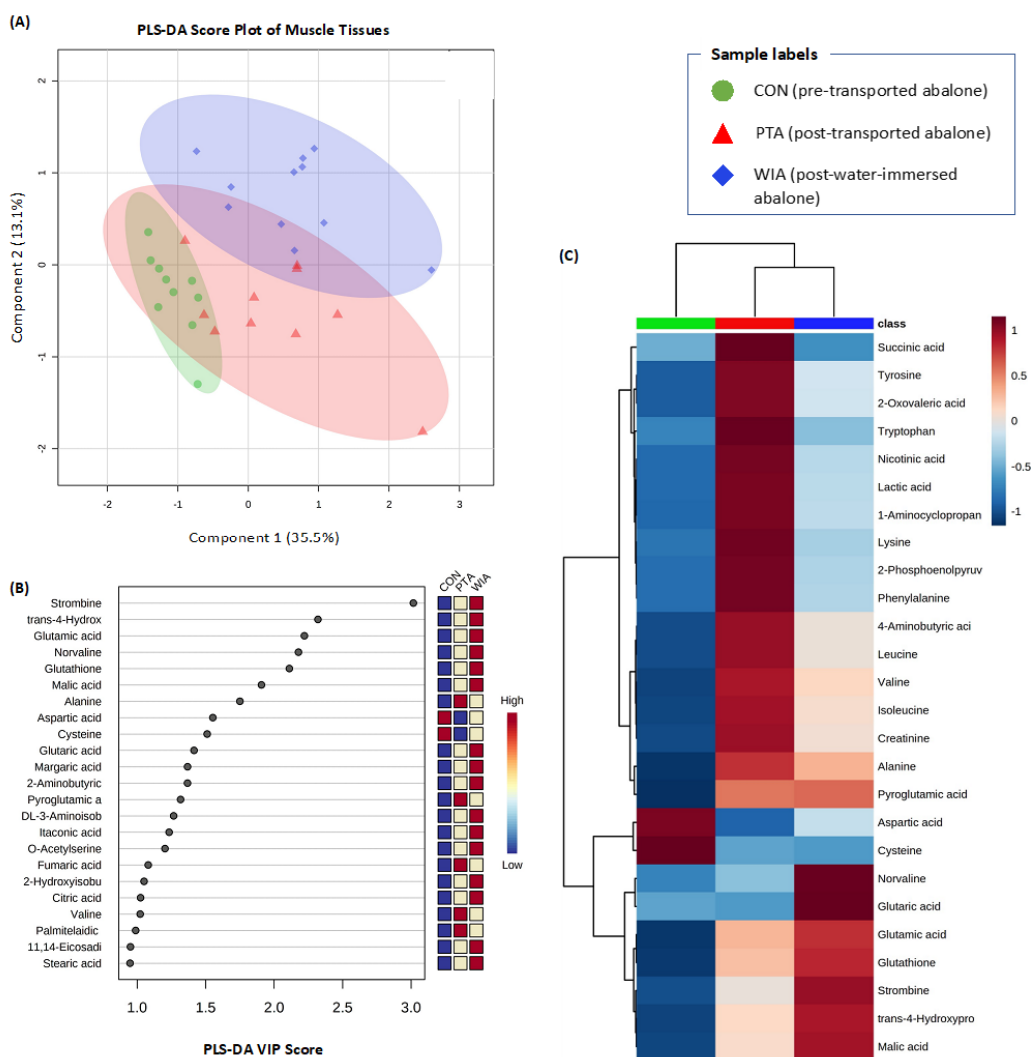 (A)
PLS-DA Score Plot of Muscle Tissues
2
1
0
-1
-2
Component 2 (13.1%)
-2
-1
0
1
2
3
Component 1 (35.5%)
Sample labels
CON (pre-transported abalone)
PTA (post-transported abalone)
WIA (post-water-immersed
abalone)
(B)
CON
PTA
WIA
Strombine
trans-4-Hydrox
Glutamic acid
Norvaline
Glutathione
Malic acid
Alanine
Aspartic acid
Cysteine
Glutaric acid
Margaric acid
2-Aminobutyric
Pyroglutamic a
DL-3-Aminoisob
Itaconic acid
O-Acetylserine
Fumaric acid
2-Hydroxyisobu
Citric acid
Valine
Palmitelaidic
11,14-Eicosadi
Stearic acid
1.0
1.5
2.0
2.5
3.0
PLS-DA VIP Score
High
Low
(C)
class
Succinic acid
Tyrosine
2-Oxovaleric acid
Tryptophan
Nicotinic acid
Lactic acid
1-Aminocyclopropan
Lysine
2-Phosphoenolpyruv
Phenylalanine
4-Aminobutyric aci
Leucine
Valine
Isoleucine
Creatinine
Alanine
Pyroglutamic acid
Aspartic acid
Cysteine
Norvaline
Glutaric acid
Glutamic acid
Glutathione
Strombine
trans-4-Hydroxypro
Malic acid
1
0.5
0
-0.5
-1